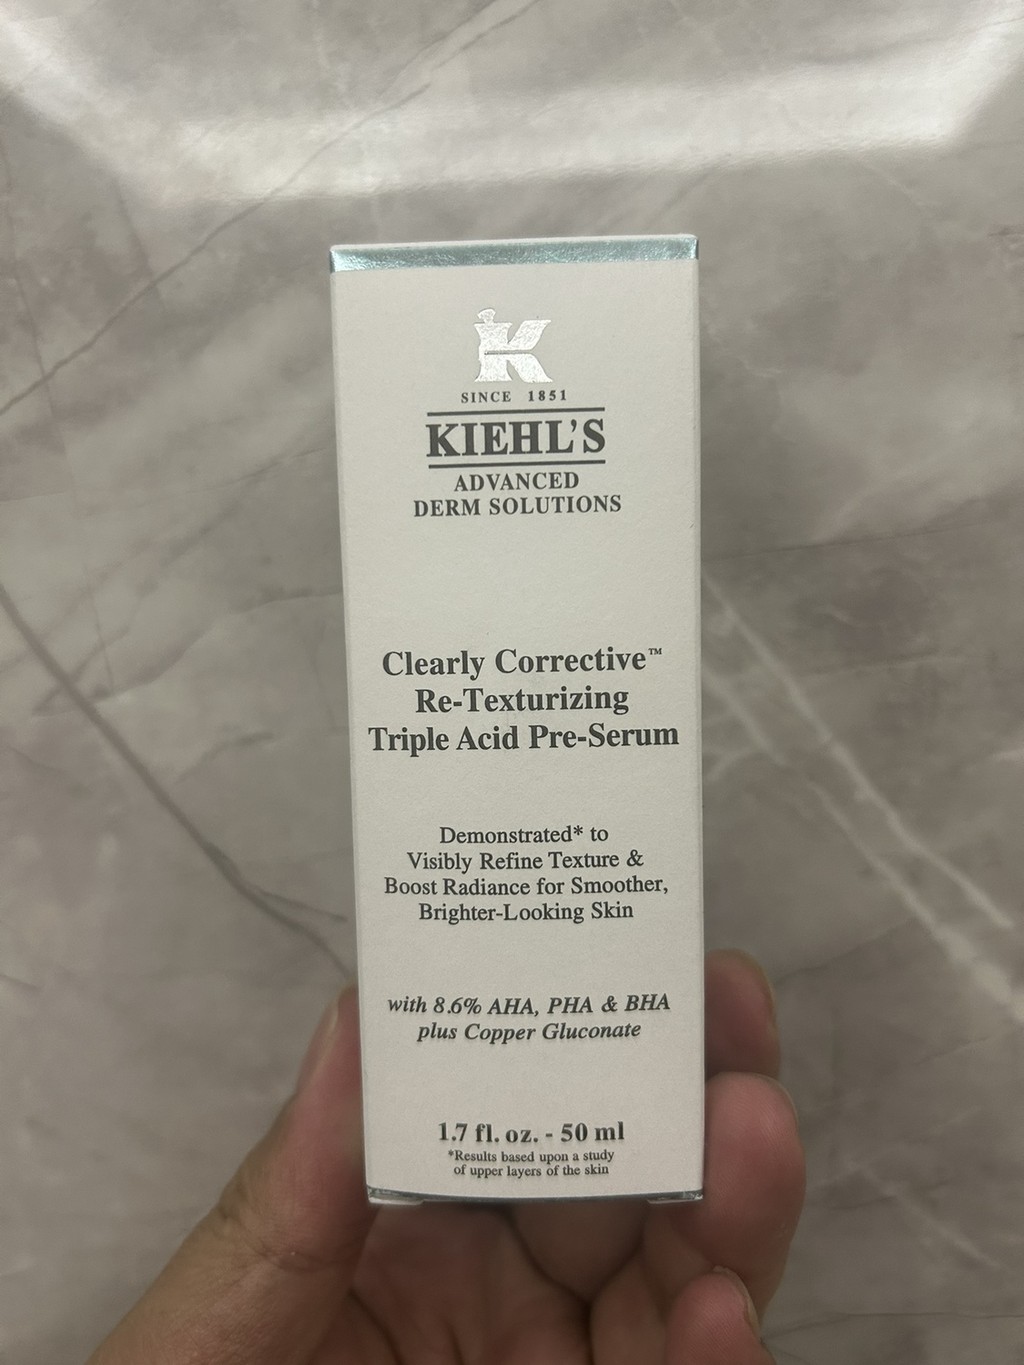 K
SINCE 1851
KIEHL'S
ADVANCED
DERM SOLUTIONS
Clearly Corrective™
Re-Texturizing
Triple Acid Pre-Serum
Demonstrated* to
Visibly Refine Texture &
Boost Radiance for Smoother,
Brighter-Looking Skin
with 8.6% AHA, PHA & BHA
plus Copper Gluconate
1.7 fl. oz. - 50 ml
*Results based upon a study
of upper layers of the skin